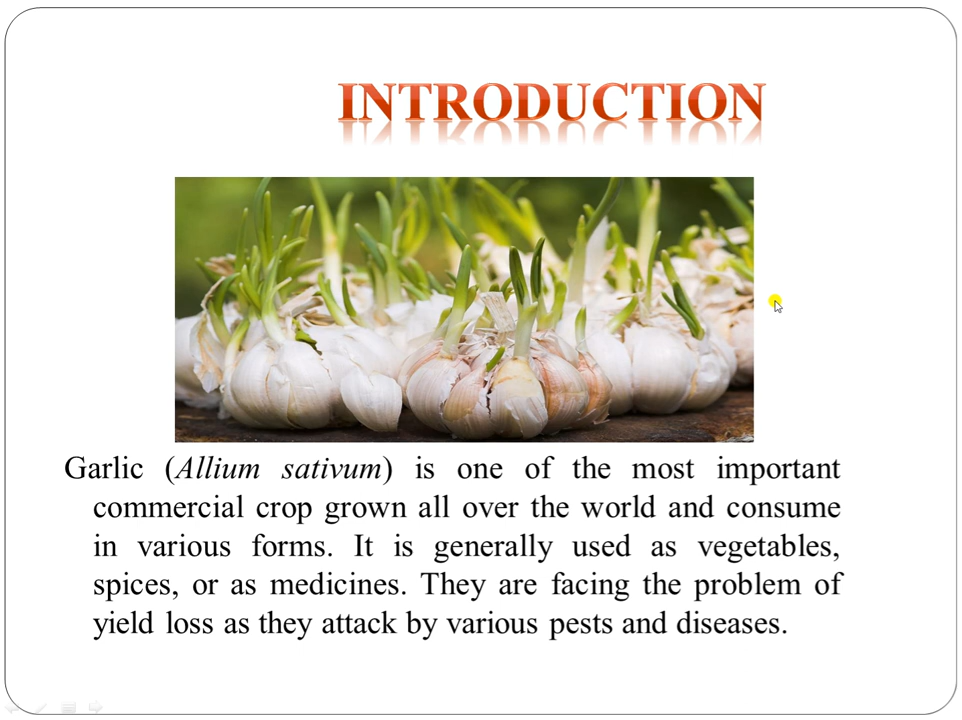 INTRODUCTION
Garlic (Allium sativum) is one of the most important
commercial crop grown all over the world and consume
in various forms. It is generally used as vegetables,
spices, or as medicines. They are facing the problem of
yield loss as they attack by various pests and diseases.